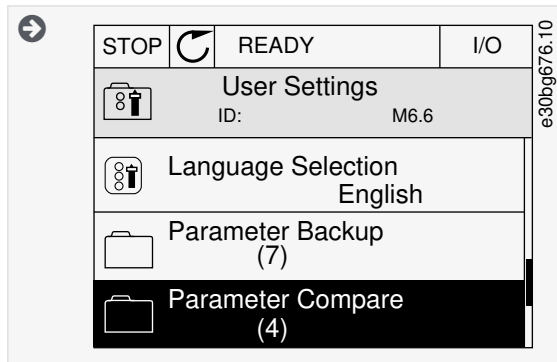 STOP READY I/O
User Settings
ID: M6.6
Language Selection
English
Parameter Backup
(7)
Parameter Compare
(4)
e30bg676.10